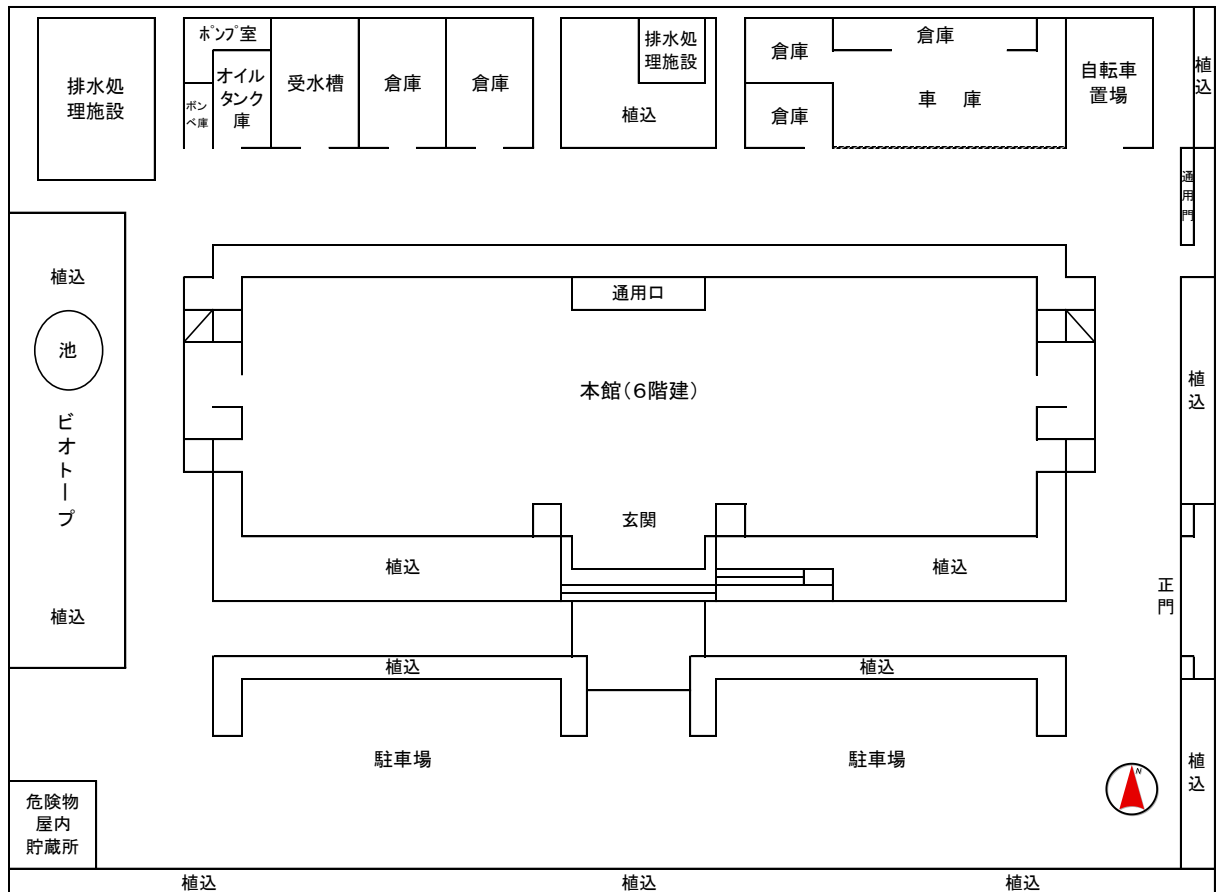 排水処
理施設
ポンプ室
オイル
タンク
庫
ボン
ベ庫
受水槽
倉庫
倉庫
排水処
理施設
植込
倉庫
倉庫
倉庫
車　庫
自転車
置場
植込
通用門
植込
池
ビオトープ
植込
通用口
本館(6階建)
玄関
植込
植込
植込
正門
植込
植込
駐車場
駐車場
N
植込
危険物
屋内
貯蔵所
植込
植込
植込